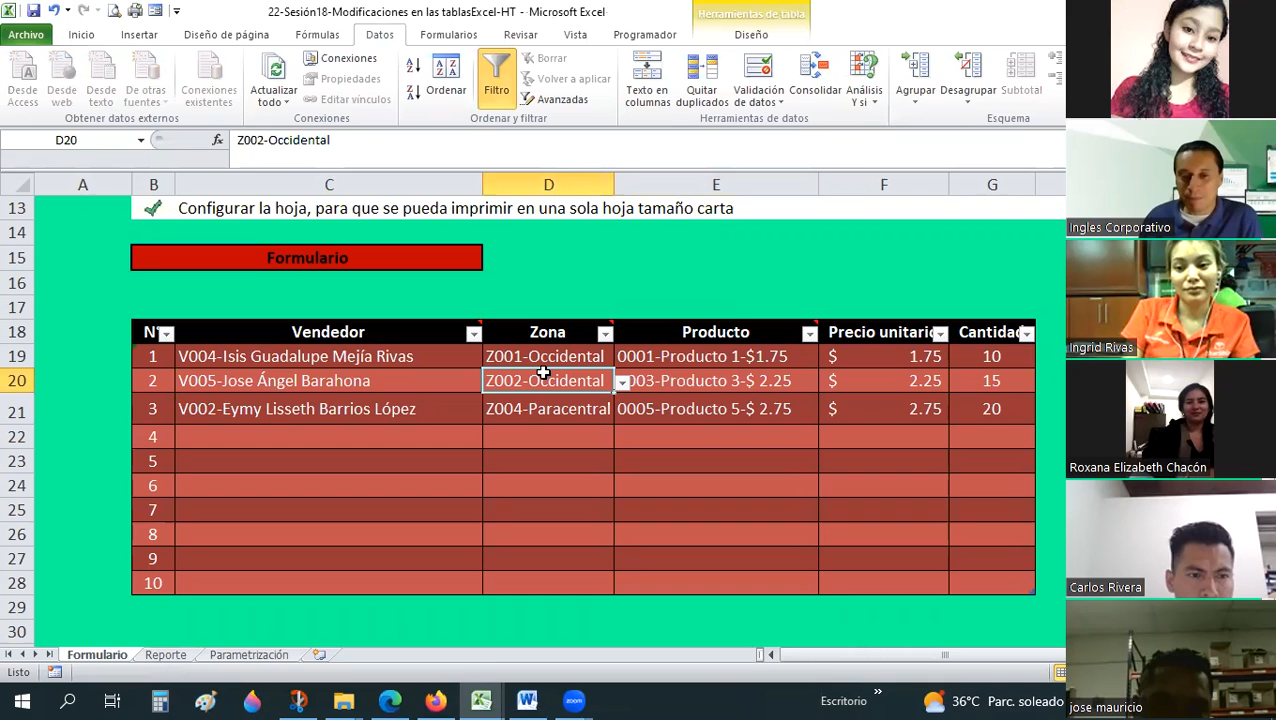 22-Sesión18-Modificaciones en las tablasExcel-HT - Microsoft Excel
Herramientas de tabla
Archivo Inicio Insertar Diseño de página Fórmulas Datos Formularios Revisar Vista Programador Diseño
Desde Access
Desde web
Desde texto
De otras fuentes
Conexiones existentes
Obtener datos externos
Actualizar todo
Conexiones
Propiedades
Editar vínculos
Conexiones
Ordenar
Filtro
Borrar
Volver a aplicar
Avanzadas
Ordenar y filtrar
Texto en columnas
Quitar duplicados
Validación de datos
Consolidar
Análisis Y si
Herramientas de datos
Agrupar
Desagrupar
Subtotal
Esquema
D20 fx Z002-Occidental
A B C D E F G
13 Configurar la hoja, para que se pueda imprimir en una sola hoja tamaño carta
14
15 Formulario
16
17
18 N° Vendedor Zona Producto Precio unitario Cantidad
19 1 V004-Isis Guadalupe Mejía Rivas Z001-Occidental 0001-Producto 1-$1.75 $ 1.75 10
20 2 V005-Jose Ángel Barahona Z002-Occidental 003-Producto 3-$ 2.25 $ 2.25 15
21 3 V002-Eymy Lisseth Barrios López Z004-Paracentral 0005-Producto 5-$ 2.75 $ 2.75 20
22 4
23 5
24 6
25 7
26 8
27 9
28 10
29
30
Formulario Reporte Parametrización
Listo
Escritorio » 36°C Parc. soleado
Ingles Corporativo
Ingrid Rivas
Roxana Elizabeth Chacón
Carlos Rivera
jose mauricio
zoom